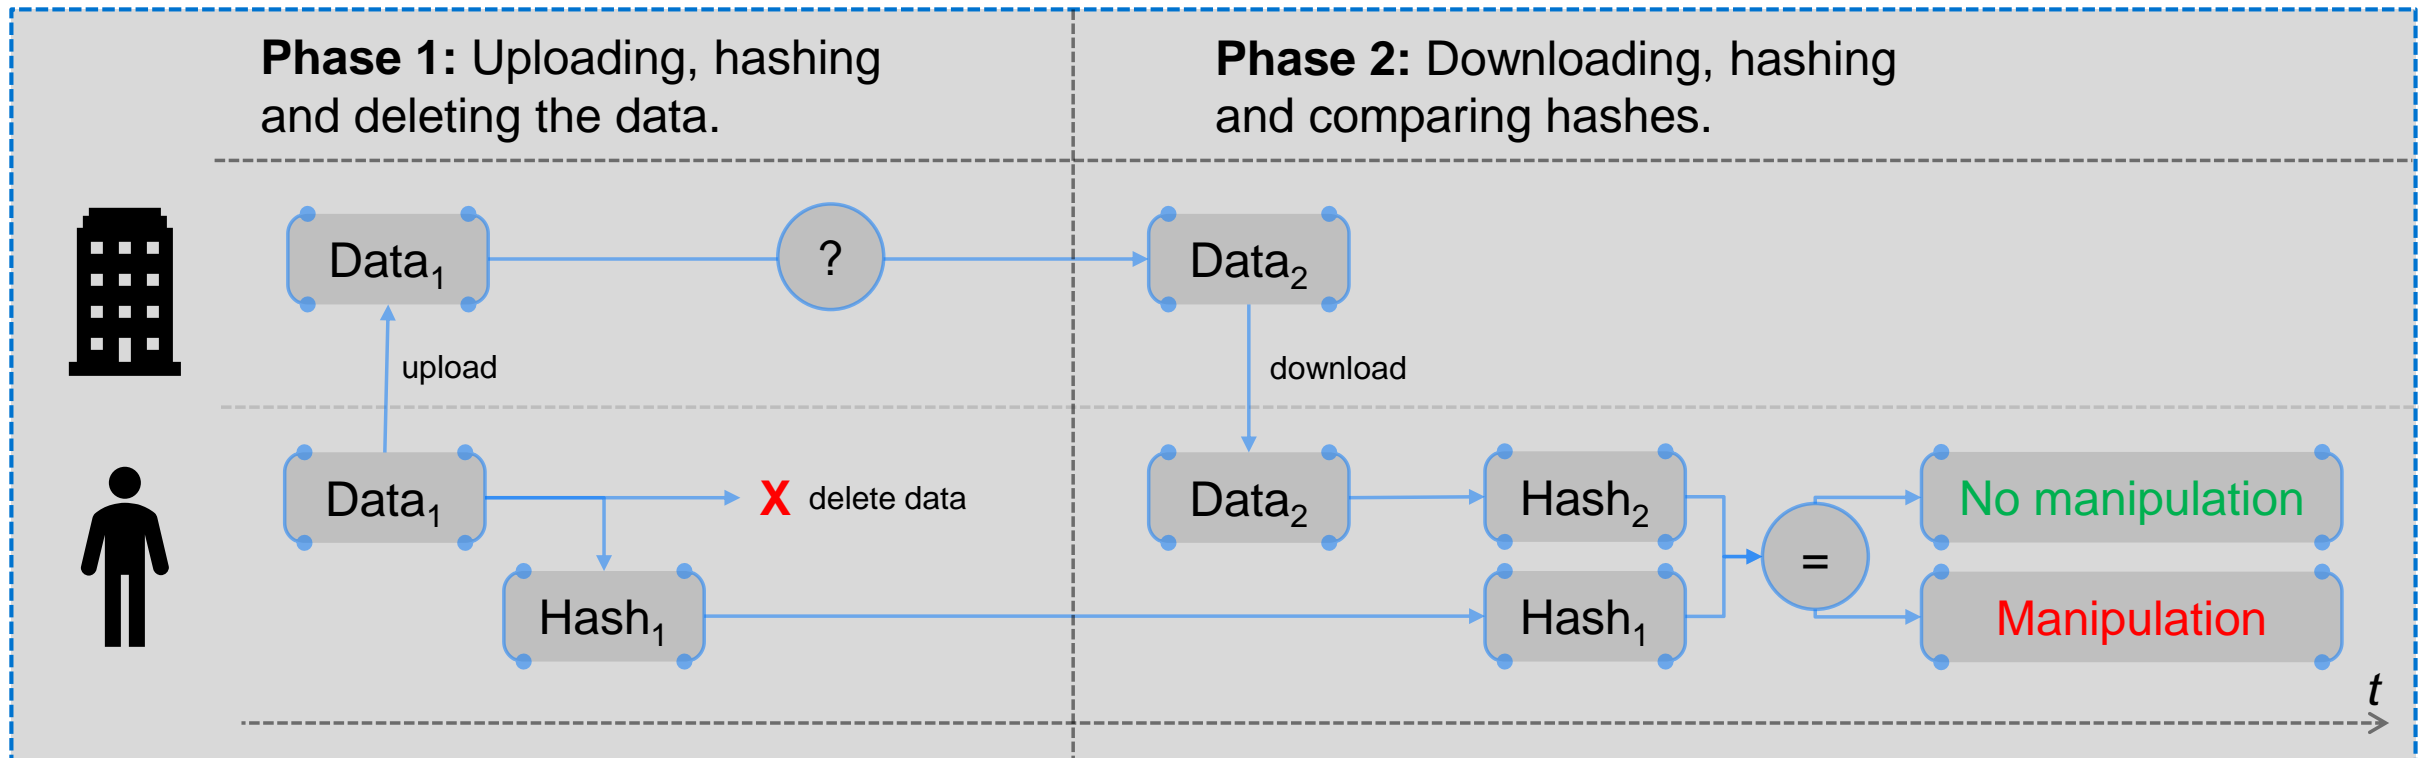 Phase 1: Uploading, hashing
and deleting the data.
Phase 2: Downloading, hashing
and comparing hashes.
Data₁
?
Data₂
upload
download
Data₁
X delete data
Data₂
Hash₂
=
No manipulation
Hash₁
Hash₁
Manipulation
t